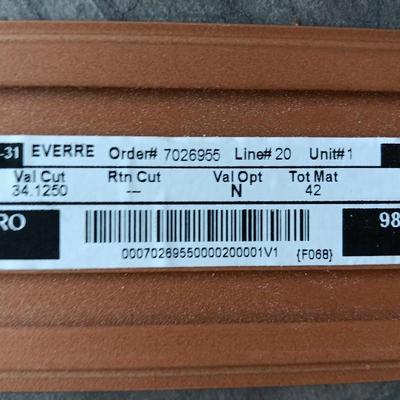 -31 EVERRE Order# 7026955 Line# 20 Unit# 1
Val Cut Rtn Cut Val Opt Tot Mat
34.1250 --- N 42
RO 98
00070269550000200001V1 {F068}